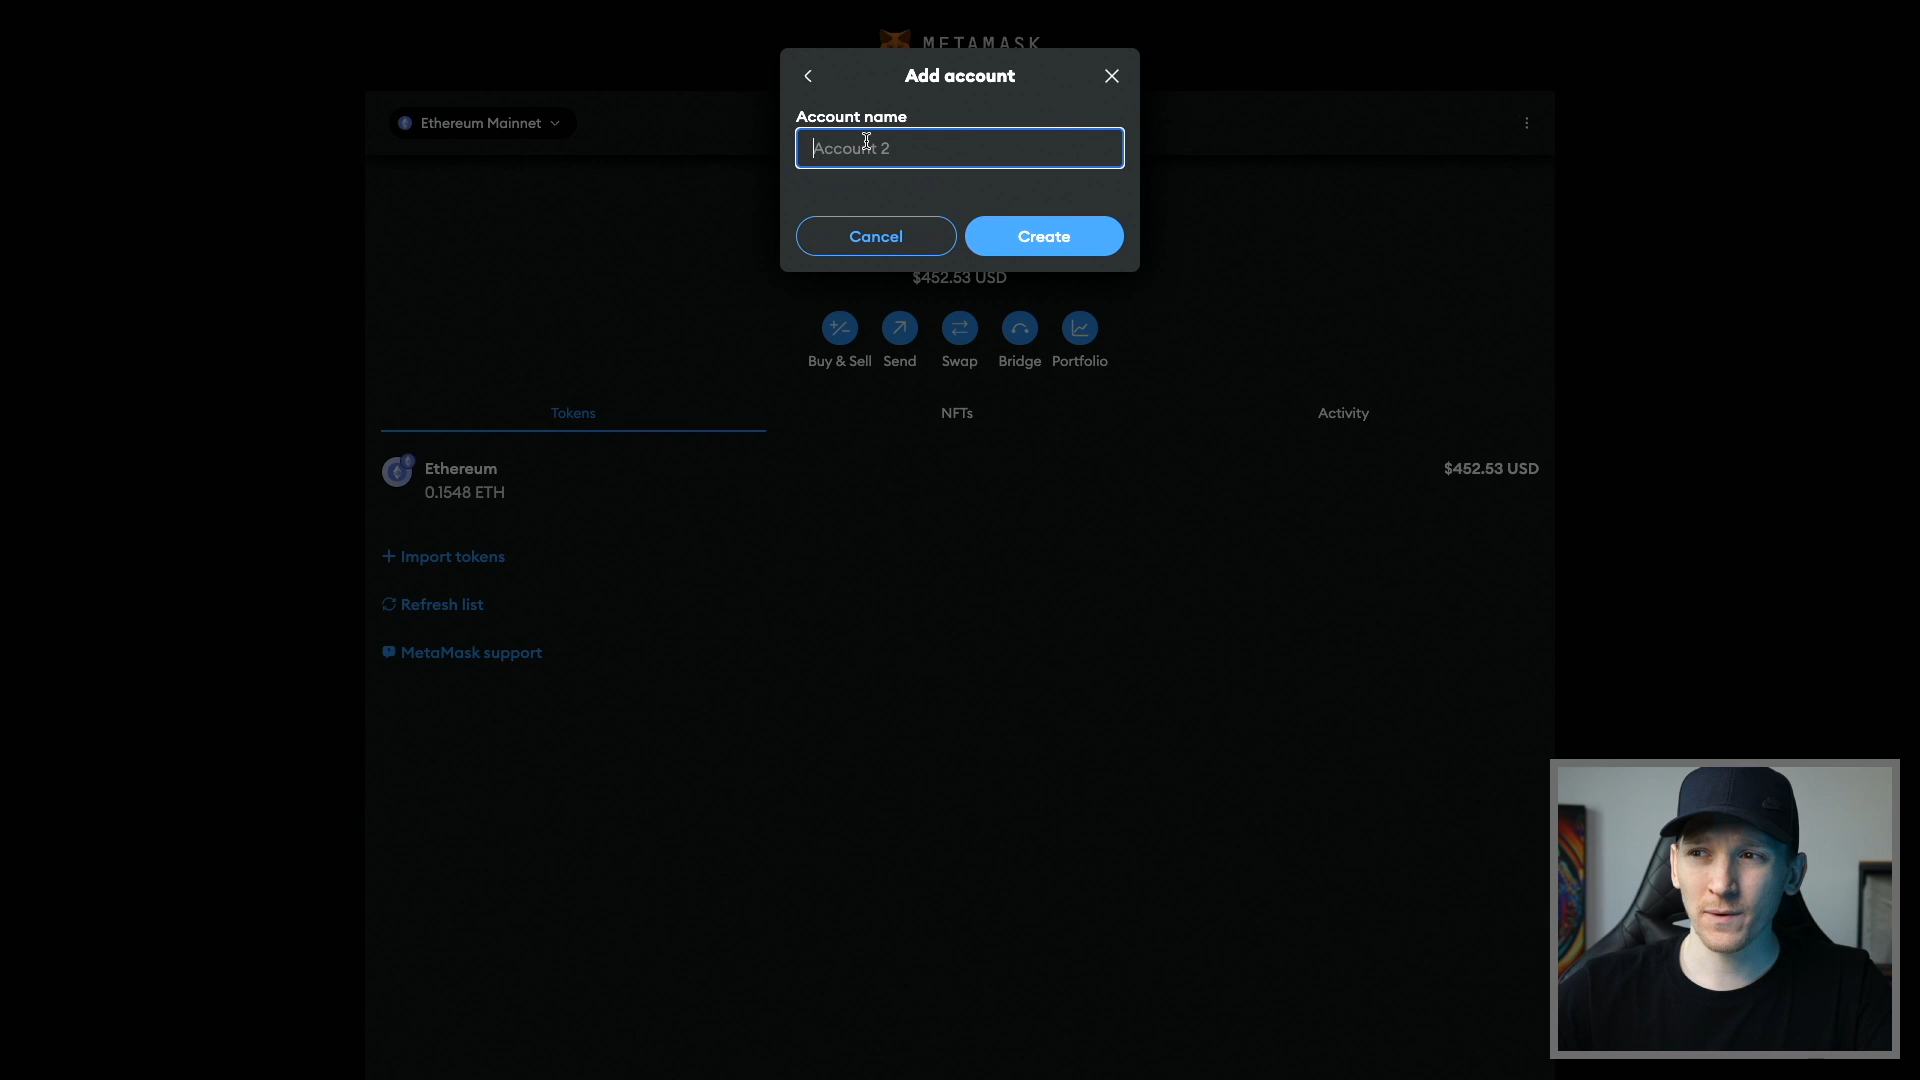 METAMASK
Add account
Ethereum Mainnet
Account name
Account 2
Cancel
Create
$452.53 USD
Buy & Sell
Send
Swap
Bridge
Portfolio
Tokens
NFTs
Activity
Ethereum
$452.53 USD
0.1548 ETH
+ Import tokens
Refresh list
MetaMask support